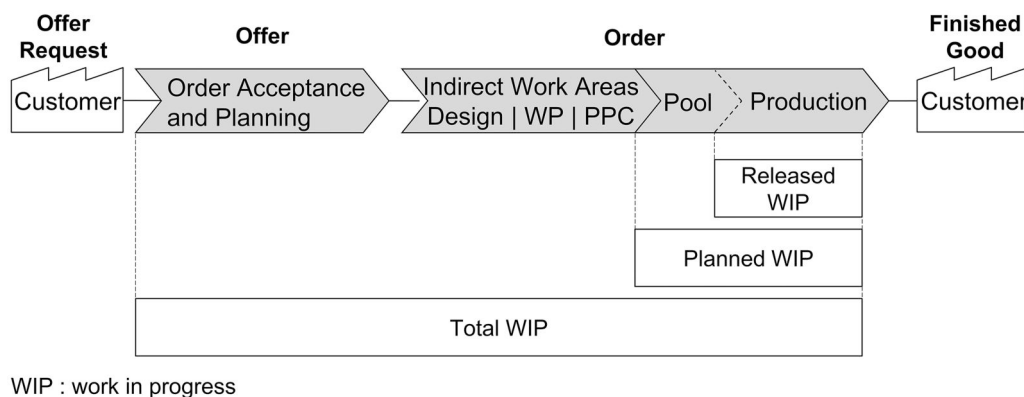 Offer
Request
Offer
Order
Finished
Good
Customer
Order Acceptance
and Planning
Indirect Work Areas
Design | WP | PPC
Pool
Production
Customer
Released
WIP
Planned WIP
Total WIP
WIP : work in progress